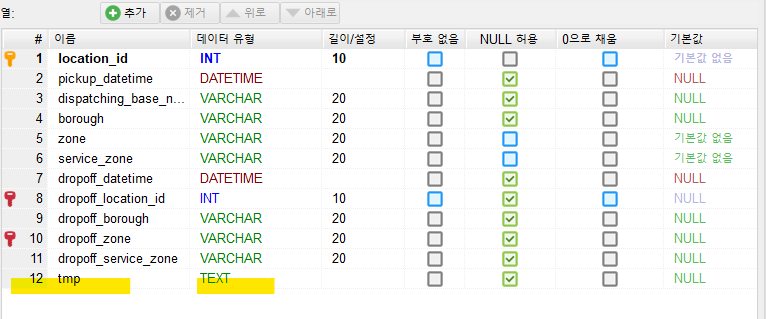 열: 추가 제거 위로 아래로
# 이름 데이터 유형 길이/설정 부호 없음 NULL 허용 0으로 채움 기본값
1 location_id INT 10 기본값 없음
2 pickup_datetime DATETIME NULL
3 dispatching_base_n... VARCHAR 20 NULL
4 borough VARCHAR 20 NULL
5 zone VARCHAR 20 기본값 없음
6 service_zone VARCHAR 20 기본값 없음
7 dropoff_datetime DATETIME NULL
8 dropoff_location_id INT 10 NULL
9 dropoff_borough VARCHAR 20 NULL
10 dropoff_zone VARCHAR 20 NULL
11 dropoff_service_zone VARCHAR 20 NULL
12 tmp TEXT NULL